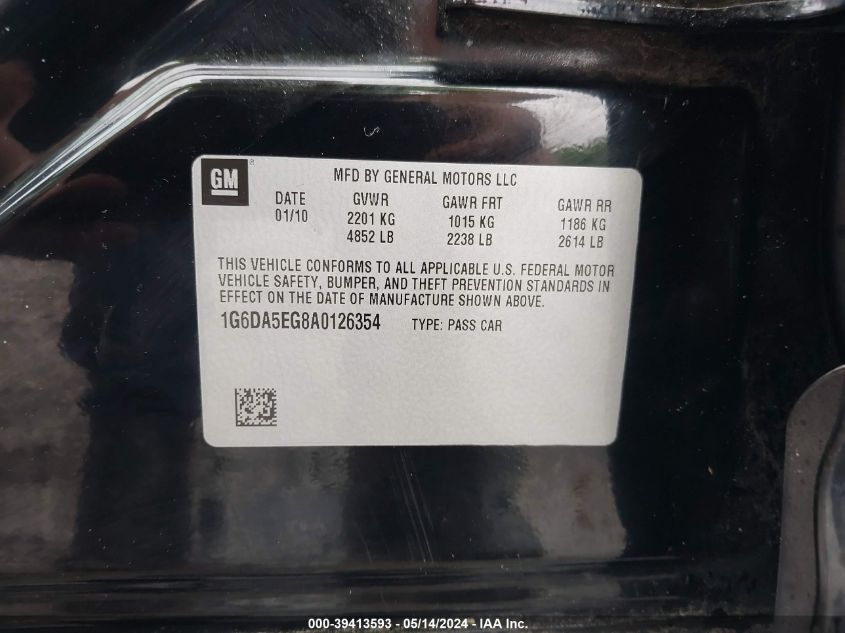 GM
®
MFD BY GENERAL MOTORS LLC
DATE GVWR GAWR FRT GAWR RR
01/10 2201 KG 1015 KG 1186 KG
4852 LB 2238 LB 2614 LB
THIS VEHICLE CONFORMS TO ALL APPLICABLE U.S. FEDERAL MOTOR
VEHICLE SAFETY, BUMPER, AND THEFT PREVENTION STANDARDS IN
EFFECT ON THE DATE OF MANUFACTURE SHOWN ABOVE.
1G6DA5EG8A0126354 TYPE: PASS CAR
000-39413593 - 05/14/2024 - IAA Inc.